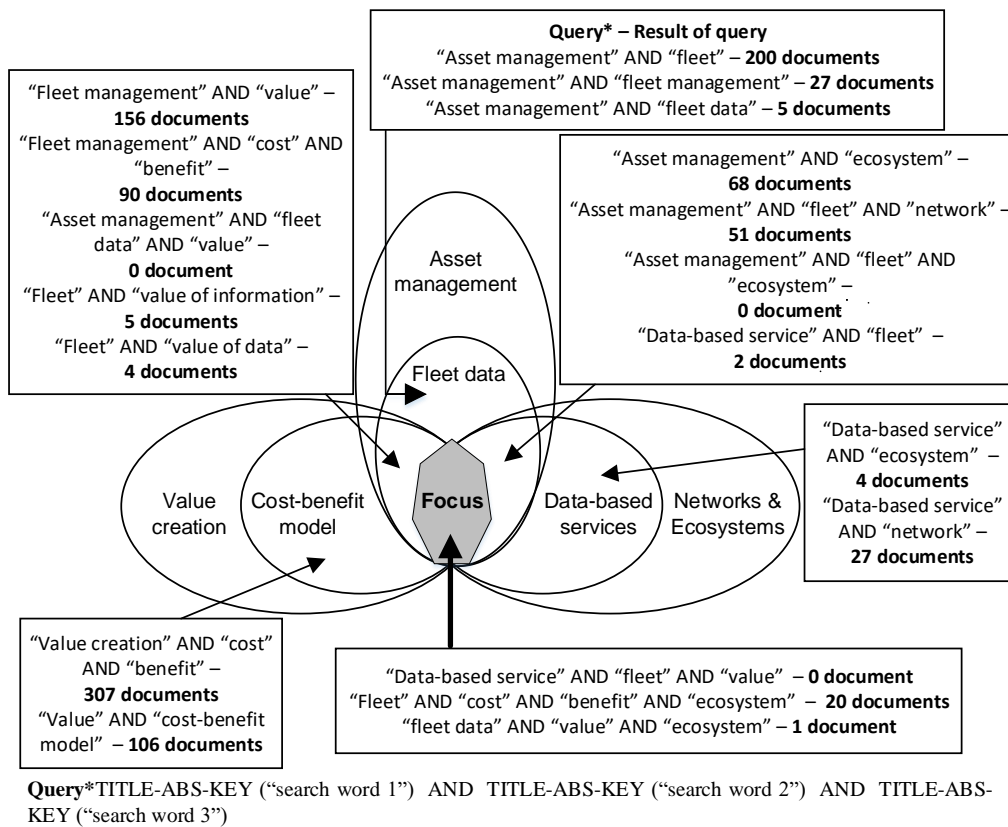 Query* – Result of query
“Asset management” AND “fleet” – 200 documents
“Asset management” AND “fleet management” – 27 documents
“Asset management” AND “fleet data” – 5 documents
“Fleet management” AND “value” –
156 documents
“Fleet management” AND “cost” AND
“benefit” –
90 documents
“Asset management” AND “fleet
data” AND “value” –
0 document
“Fleet” AND “value of information” –
5 documents
“Fleet” AND “value of data” –
4 documents
“Asset management” AND “ecosystem” –
68 documents
“Asset management” AND “fleet” AND “network” –
51 documents
“Asset management” AND “fleet” AND
”ecosystem” –
0 document
“Data-based service” AND “fleet” –
2 documents
Asset
management
Fleet data
“Data-based service”
AND “ecosystem” –
4 documents
“Data-based service”
AND “network” –
27 documents
Value
creation
Cost-benefit
model
Focus
Data-based
services
Networks &
Ecosystems
“Value creation” AND “cost”
AND “benefit” –
307 documents
“Value” AND “cost-benefit
model” – 106 documents
“Data-based service” AND “fleet” AND “value” – 0 document
“Fleet” AND “cost” AND “benefit” AND “ecosystem” – 20 documents
“fleet data” AND “value” AND “ecosystem” – 1 document
Query*TITLE-ABS-KEY (“search word 1”) AND TITLE-ABS-KEY (“search word 2”) AND TITLE-ABS-
KEY (“search word 3”)